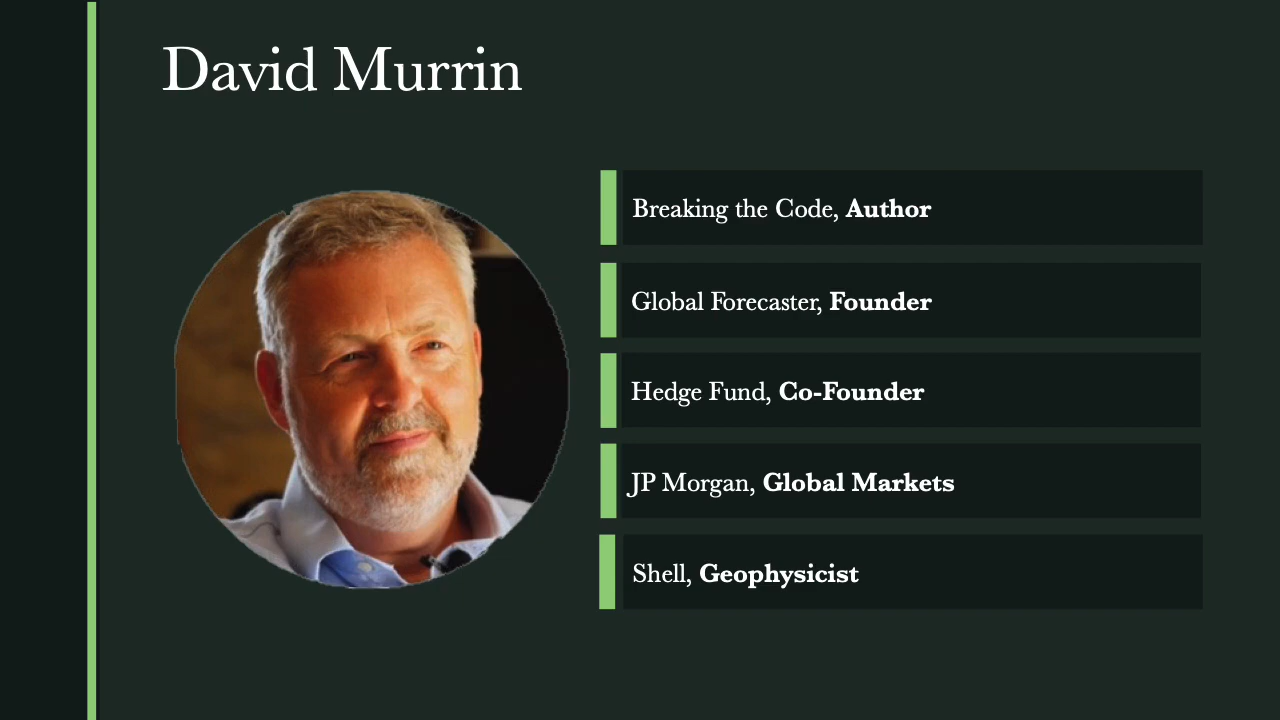 David Murrin
Breaking the Code, Author
Global Forecaster, Founder
Hedge Fund, Co-Founder
JP Morgan, Global Markets
Shell, Geophysicist